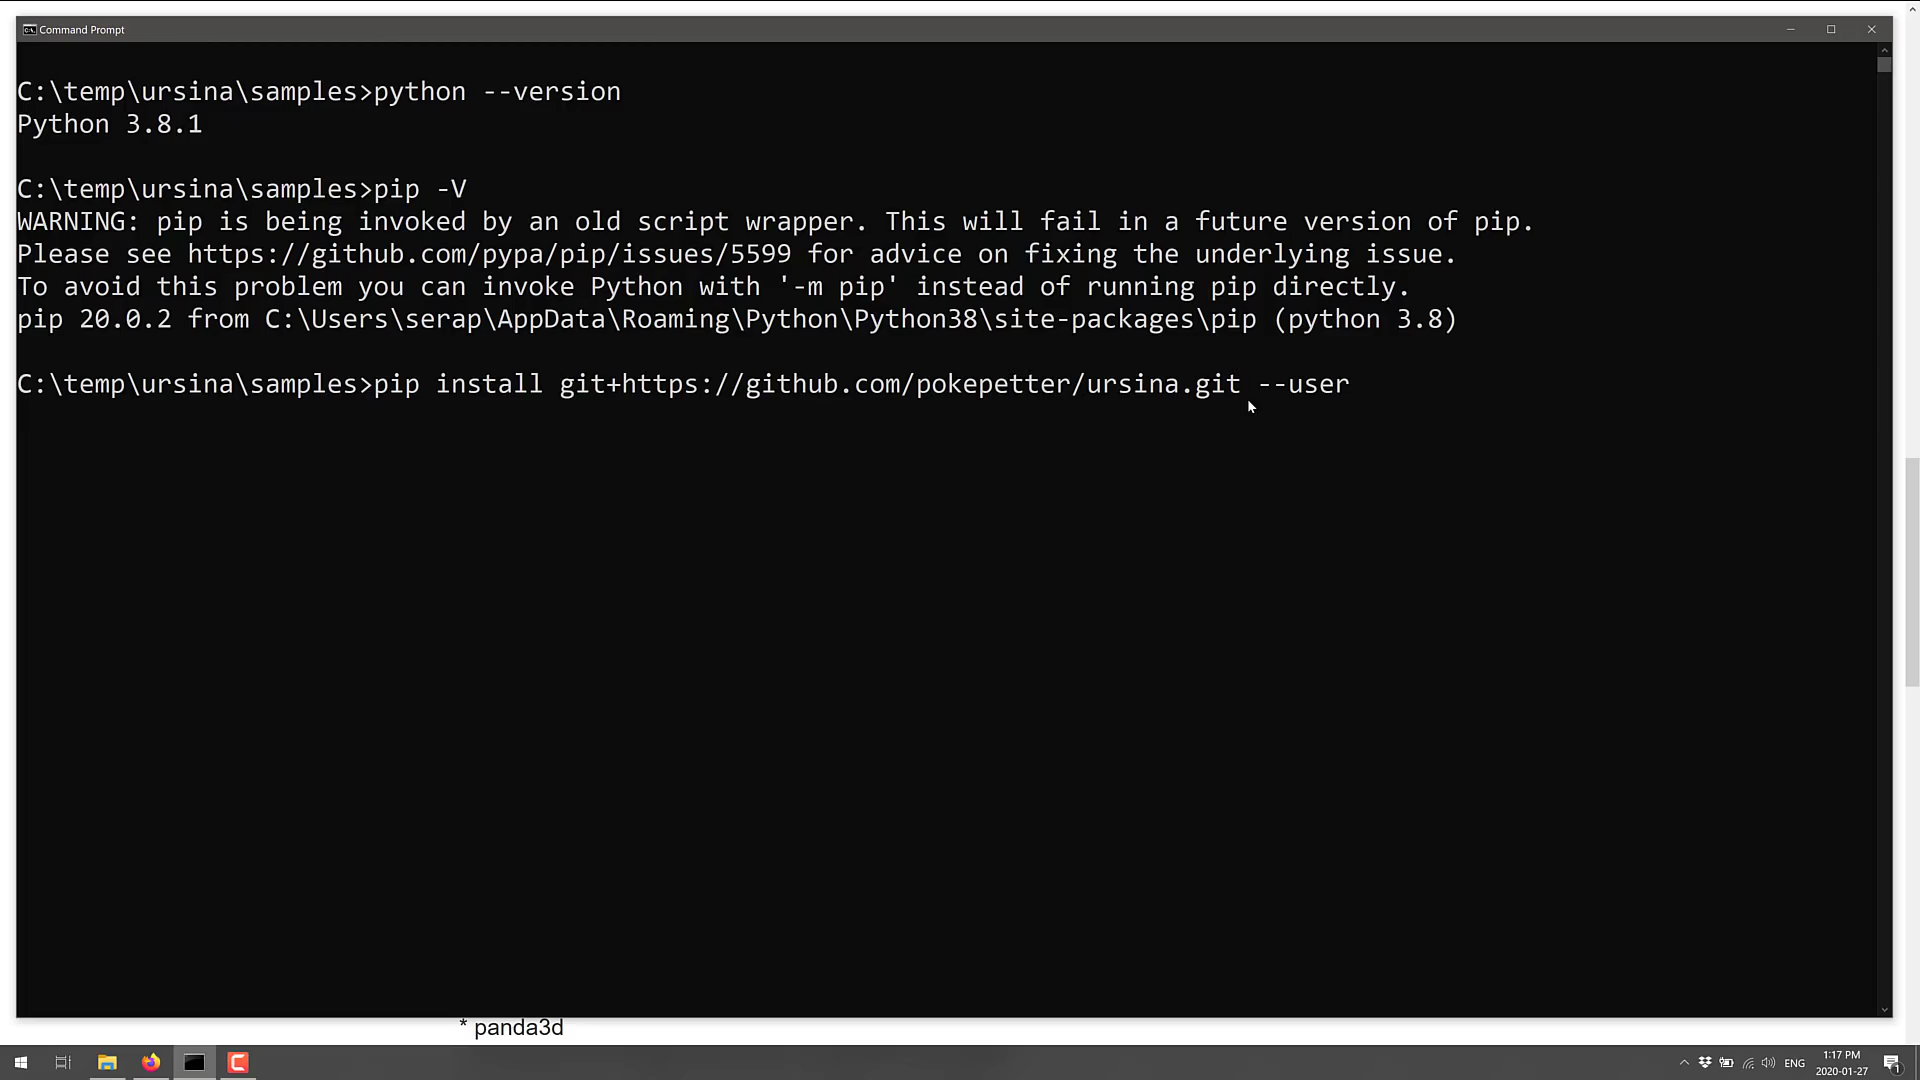 Command Prompt
C:\temp\ursina\samples>python --version
Python 3.8.1
C:\temp\ursina\samples>pip -V
WARNING: pip is being invoked by an old script wrapper. This will fail in a future version of pip.
Please see https://github.com/pypa/pip/issues/5599 for advice on fixing the underlying issue.
To avoid this problem you can invoke Python with '-m pip' instead of running pip directly.
pip 20.0.2 from C:\Users\serap\AppData\Roaming\Python\Python38\site-packages\pip (python 3.8)
C:\temp\ursina\samples>pip install git+https://github.com/pokepetter/ursina.git --user
* panda3d
ENG
1:17 PM
2020-01-27
1